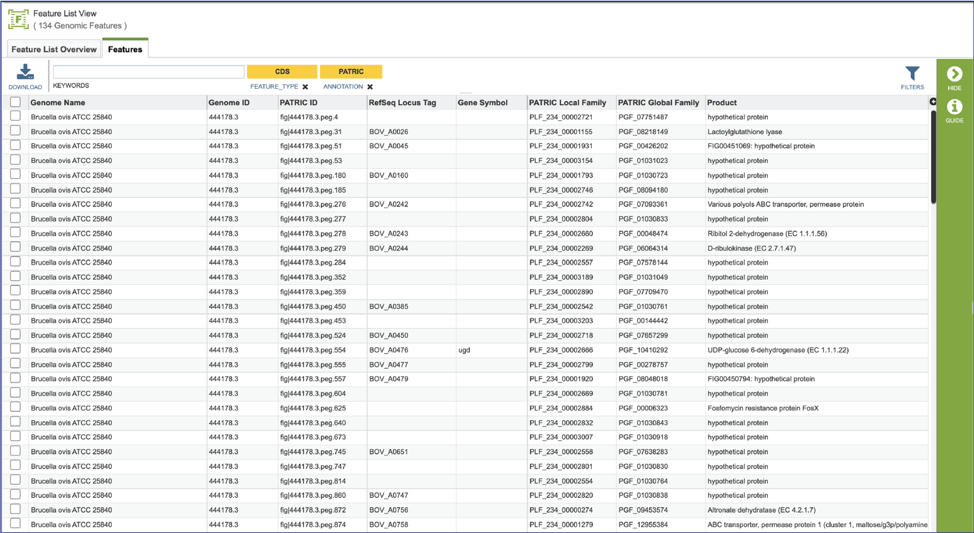 Feature List View
( 134 Genomic Features )
Feature List Overview Features
DOWNLOAD KEYWORDS CDS FEATURE_TYPE ✖ PATRIC ANNOTATION ✖ FILTERS HIDE
GUIDE
Genome Name Genome ID PATRIC ID RefSeq Locus Tag Gene Symbol PATRIC Local Family PATRIC Global Family Product
Brucella ovis ATCC 25840 444178.3 fig|444178.3.peg.4 PLF_234_00002721 PGF_07751487 hypothetical protein
Brucella ovis ATCC 25840 444178.3 fig|444178.3.peg.31 BOV_A0026 PLF_234_00001155 PGF_08218149 Lactoylglutathione lyase
Brucella ovis ATCC 25840 444178.3 fig|444178.3.peg.51 BOV_A0045 PLF_234_00001931 PGF_00426202 FIG00451069: hypothetical protein
Brucella ovis ATCC 25840 444178.3 fig|444178.3.peg.53 PLF_234_00003154 PGF_01031023 hypothetical protein
Brucella ovis ATCC 25840 444178.3 fig|444178.3.peg.180 BOV_A0160 PLF_234_00001793 PGF_01030723 hypothetical protein
Brucella ovis ATCC 25840 444178.3 fig|444178.3.peg.185 PLF_234_00002746 PGF_08094180 hypothetical protein
Brucella ovis ATCC 25840 444178.3 fig|444178.3.peg.276 BOV_A0242 PLF_234_00002742 PGF_07093361 Various polyols ABC transporter, permease protein
Brucella ovis ATCC 25840 444178.3 fig|444178.3.peg.277 PLF_234_00002804 PGF_01030833 hypothetical protein
Brucella ovis ATCC 25840 444178.3 fig|444178.3.peg.278 BOV_A0243 PLF_234_00002660 PGF_00048474 Ribitol 2-dehydrogenase (EC 1.1.1.56)
Brucella ovis ATCC 25840 444178.3 fig|444178.3.peg.279 BOV_A0244 PLF_234_00002269 PGF_06064314 D-ribulokinase (EC 2.7.1.47)
Brucella ovis ATCC 25840 444178.3 fig|444178.3.peg.284 PLF_234_00002557 PGF_07578144 hypothetical protein
Brucella ovis ATCC 25840 444178.3 fig|444178.3.peg.352 PLF_234_00003189 PGF_01031049 hypothetical protein
Brucella ovis ATCC 25840 444178.3 fig|444178.3.peg.359 PLF_234_00002890 PGF_07709470 hypothetical protein
Brucella ovis ATCC 25840 444178.3 fig|444178.3.peg.450 BOV_A0385 PLF_234_00002542 PGF_01030761 hypothetical protein
Brucella ovis ATCC 25840 444178.3 fig|444178.3.peg.453 PLF_234_00003203 PGF_00144442 hypothetical protein
Brucella ovis ATCC 25840 444178.3 fig|444178.3.peg.524 BOV_A0450 PLF_234_00002718 PGF_07657299 hypothetical protein
Brucella ovis ATCC 25840 444178.3 fig|444178.3.peg.554 BOV_A0476 ugd PLF_234_00002666 PGF_10410292 UDP-glucose 6-dehydrogenase (EC 1.1.1.22)
Brucella ovis ATCC 25840 444178.3 fig|444178.3.peg.555 BOV_A0477 PLF_234_00002799 PGF_00278757 hypothetical protein
Brucella ovis ATCC 25840 444178.3 fig|444178.3.peg.557 BOV_A0479 PLF_234_00001920 PGF_08048018 FIG00450794: hypothetical protein
Brucella ovis ATCC 25840 444178.3 fig|444178.3.peg.604 PLF_234_00002669 PGF_01030781 hypothetical protein
Brucella ovis ATCC 25840 444178.3 fig|444178.3.peg.625 PLF_234_00002884 PGF_00006323 Fosfomycin resistance protein FosX
Brucella ovis ATCC 25840 444178.3 fig|444178.3.peg.640 PLF_234_00002832 PGF_01030843 hypothetical protein
Brucella ovis ATCC 25840 444178.3 fig|444178.3.peg.673 PLF_234_00003007 PGF_01030918 hypothetical protein
Brucella ovis ATCC 25840 444178.3 fig|444178.3.peg.745 BOV_A0651 PLF_234_00002558 PGF_07638283 hypothetical protein
Brucella ovis ATCC 25840 444178.3 fig|444178.3.peg.747 PLF_234_00002801 PGF_01030830 hypothetical protein
Brucella ovis ATCC 25840 444178.3 fig|444178.3.peg.814 PLF_234_00002554 PGF_01030764 hypothetical protein
Brucella ovis ATCC 25840 444178.3 fig|444178.3.peg.860 BOV_A0747 PLF_234_00002820 PGF_01030838 hypothetical protein
Brucella ovis ATCC 25840 444178.3 fig|444178.3.peg.872 BOV_A0756 PLF_234_00000274 PGF_09453574 Altronate dehydratase (EC 4.2.1.7)
Brucella ovis ATCC 25840 444178.3 fig|444178.3.peg.874 BOV_A0758 PLF_234_00001279 PGF_12955384 ABC transporter, permease protein 1 (cluster 1, maltose/g3p/polyamine